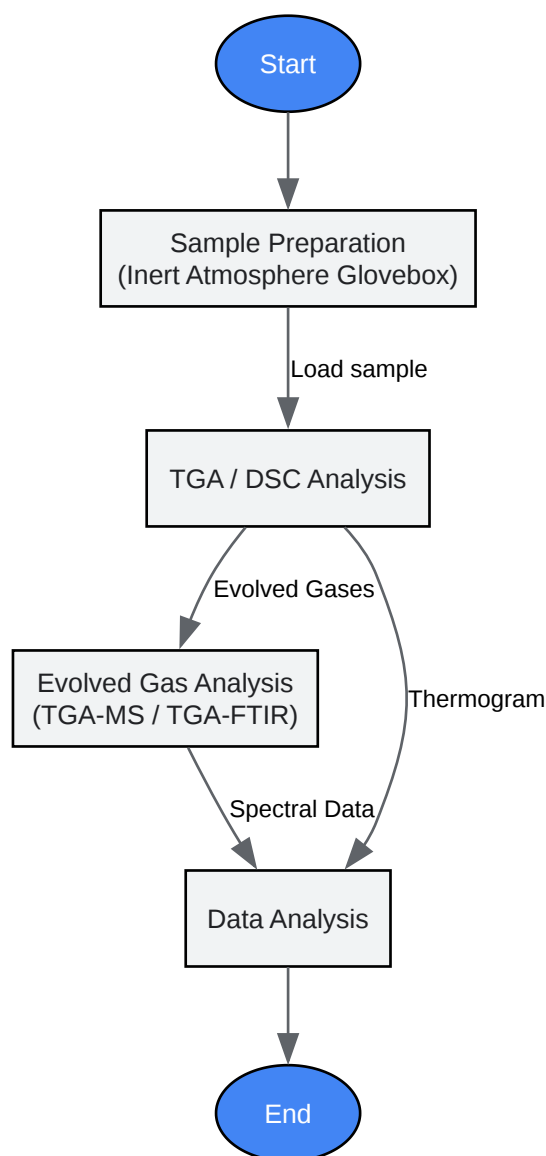 Start
Sample Preparation
(Inert Atmosphere Glovebox)
Load sample
TGA / DSC Analysis
Evolved Gases
Evolved Gas Analysis
(TGA-MS / TGA-FTIR)
Thermogram
Spectral Data
Data Analysis
End